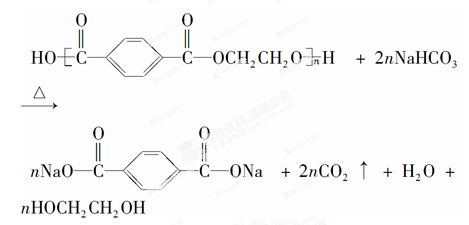 O O
HO⁅C—C—OCH₂CH₂O⁆ₙH + 2nNaHCO₃
△
O O
nNaO—C—C—ONa + 2nCO₂ ↑ + H₂O +
nHOCH₂CH₂OH